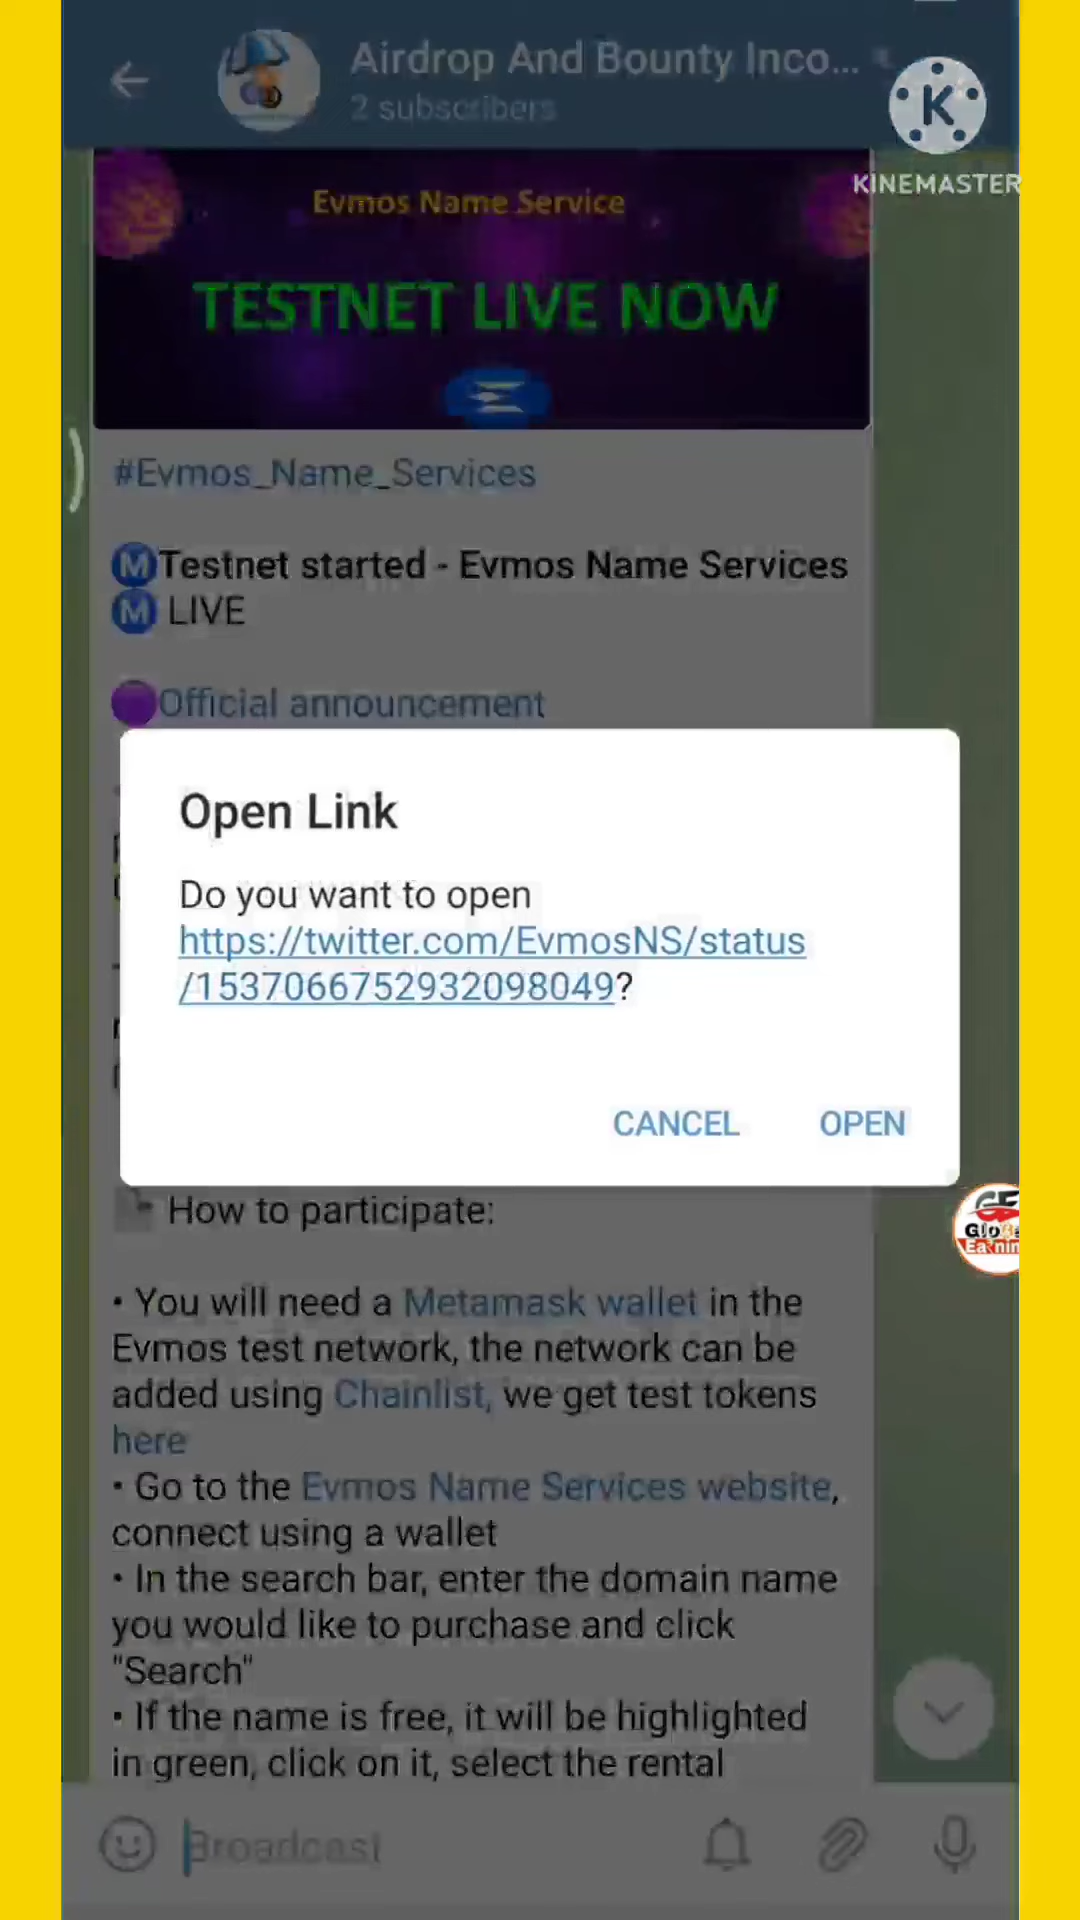 Airdrop And Bounty Inco...
2 subscribers
K
KINEMASTER
Evmos Name Service
TESTNET LIVE NOW
#Evmos_Name_Services
Ⓜ️Testnet started - Evmos Name Services
Ⓜ️ LIVE
🟣Official announcement
Open Link
Do you want to open
https://twitter.com/EvmosNS/status
/1537066752932098049?
CANCEL OPEN
How to participate:
• You will need a Metamask wallet in the
Evmos test network, the network can be
added using Chainlist, we get test tokens
here
• Go to the Evmos Name Services website,
connect using a wallet
• In the search bar, enter the domain name
you would like to purchase and click
"Search"
• If the name is free, it will be highlighted
in green, click on it, select the rental
Broadcast